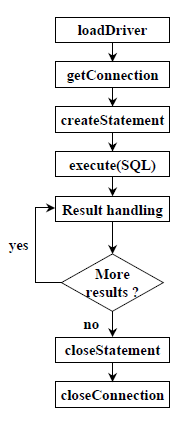 loadDriver
getConnection
createStatement
execute(SQL)
Result handling
yes
More
results ?
no
closeStatement
closeConnection